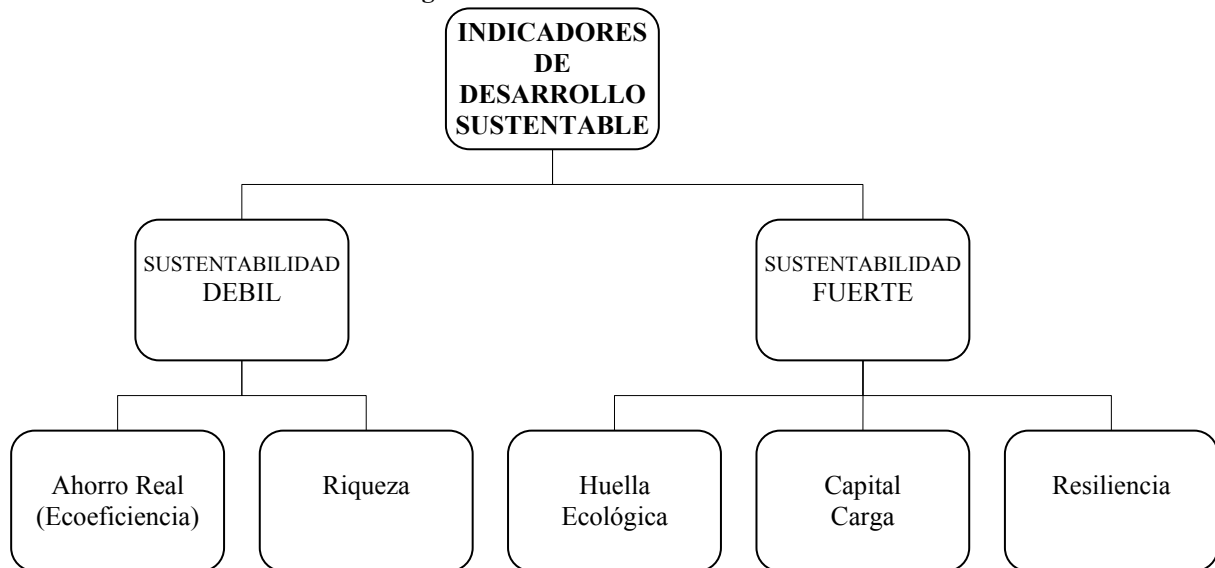 INDICADORES
DE
DESARROLLO
SUSTENTABLE
SUSTENTABILIDAD
DEBIL
SUSTENTABILIDAD
FUERTE
Ahorro Real
(Ecoeficiencia)
Riqueza
Huella
Ecológica
Capital
Carga
Resiliencia